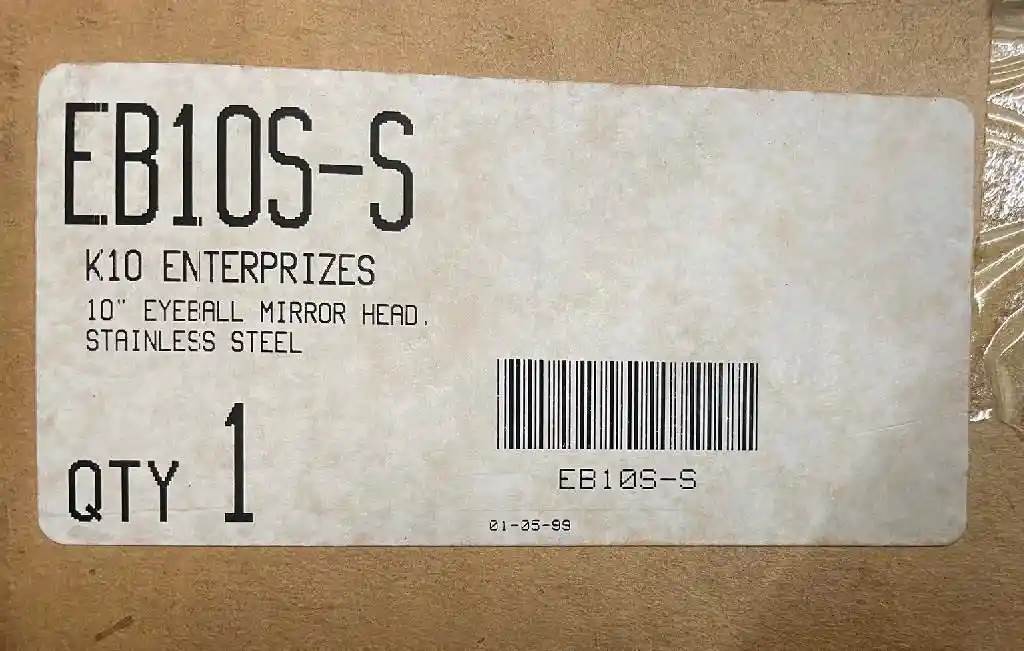 EB10S-S
K10 ENTERPRIZES
10" EYEBALL MIRROR HEAD,
STAINLESS STEEL
QTY 1
EB10S-S
01-05-99